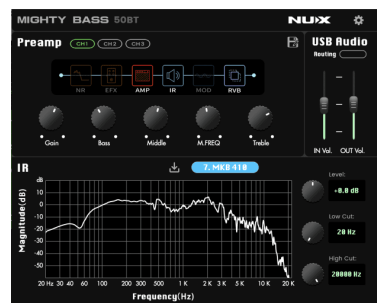 MIGHTY BASS 50BT
NUX
Preamp CH1 CH2 CH3
USB Audio
Routing
NR EFX AMP IR MOD RVB
Gain Bass Middle M.FREQ Treble
IN Vol. OUT Vol.
IR
7. MKB 410
Level:
+0.0 dB
Low Cut:
20 Hz
High Cut:
20000 Hz
Magnitude(dB)
dB
10
0
-10
-20
-30
-40
-50
20 Hz 30 40 60 100 200 300 500 1 K 2 K 3 K 5 K 10 K 20 K
Frequency(Hz)